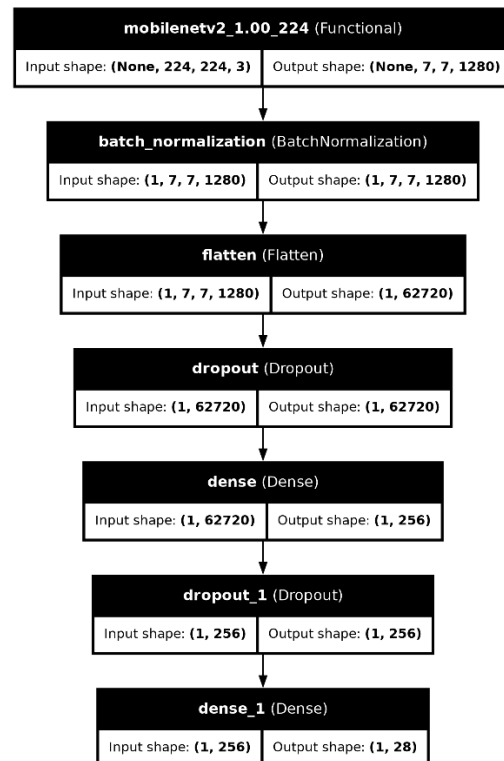 mobilenetv2_1.00_224 (Functional)
Input shape: (None, 224, 224, 3) Output shape: (None, 7, 7, 1280)
batch_normalization (BatchNormalization)
Input shape: (1, 7, 7, 1280) Output shape: (1, 7, 7, 1280)
flatten (Flatten)
Input shape: (1, 7, 7, 1280) Output shape: (1, 62720)
dropout (Dropout)
Input shape: (1, 62720) Output shape: (1, 62720)
dense (Dense)
Input shape: (1, 62720) Output shape: (1, 256)
dropout_1 (Dropout)
Input shape: (1, 256) Output shape: (1, 256)
dense_1 (Dense)
Input shape: (1, 256) Output shape: (1, 28)